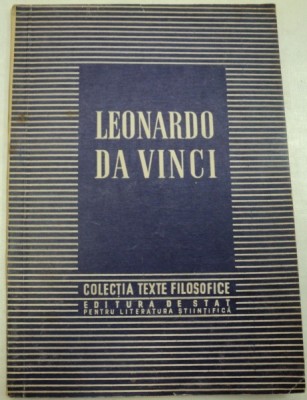 LEONARDO
DA VINCI
COLECȚIA TEXTE FILOSOFICE
EDITURA DE STAT
PENTRU LITERATURA ȘTIINȚIFICĂ